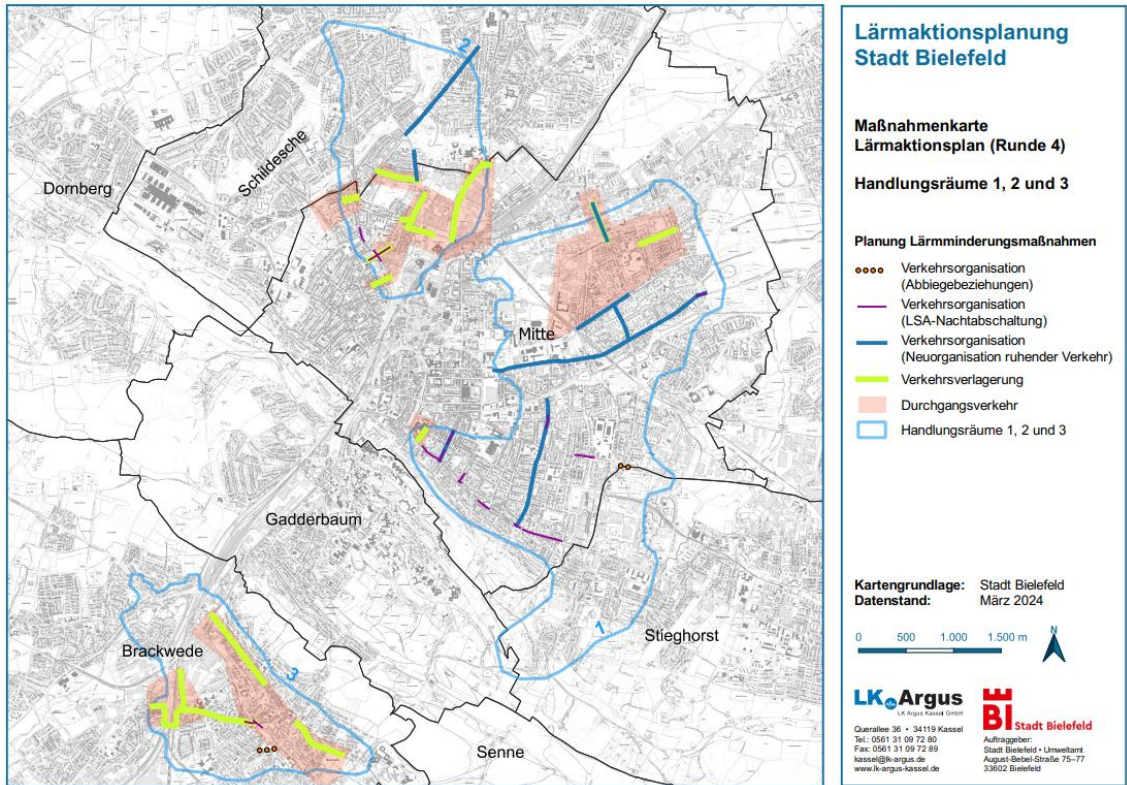 Dornberg
Schildesche
2
Mitte
Gadderbaum
Brackwede
3
1
Stieghorst
Senne
Lärmaktionsplanung
Stadt Bielefeld
Maßnahmenkarte
Lärmaktionsplan (Runde 4)
Handlungsräume 1, 2 und 3
Planung Lärmminderungsmaßnahmen
Verkehrsorganisation
(Abbiegebeziehungen)
Verkehrsorganisation
(LSA-Nachtabschaltung)
Verkehrsorganisation
(Neuorganisation ruhender Verkehr)
Verkehrsverlagerung
Durchgangsverkehr
Handlungsräume 1, 2 und 3
Kartengrundlage: Stadt Bielefeld
Datenstand: März 2024
0 500 1.000 1.500 m
N
LK Argus
LK Argus Kassel GmbH
Querallee 36 • 34119 Kassel
Tel.: 0561 31 09 72 80
Fax: 0561 31 09 72 89
kassel@lk-argus.de
www.lk-argus-kassel.de
BI Stadt Bielefeld
Auftraggeber:
Stadt Bielefeld • Umweltamt
August-Bebel-Straße 75–77
33602 Bielefeld